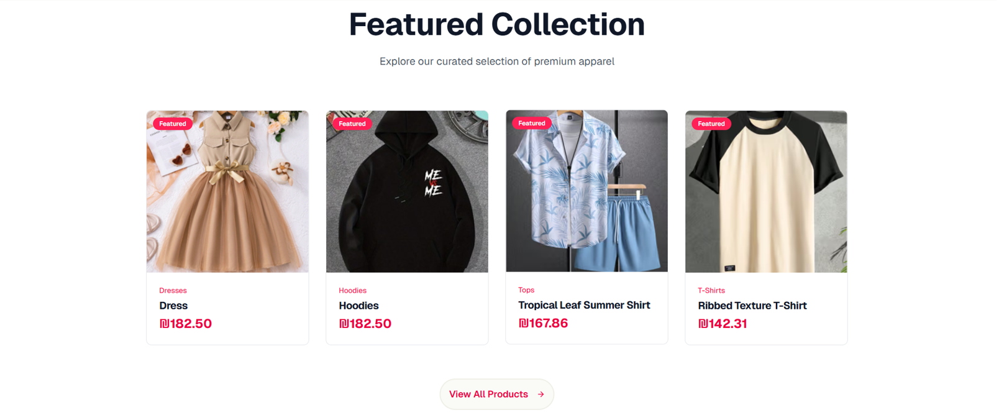 Featured Collection
Explore our curated selection of premium apparel
Featured
Dresses
Dress
₪182.50
Featured
ME
VS
ME
Hoodies
Hoodies
₪182.50
Featured
Tops
Tropical Leaf Summer Shirt
₪167.86
Featured
T-Shirts
Ribbed Texture T-Shirt
₪142.31
View All Products →